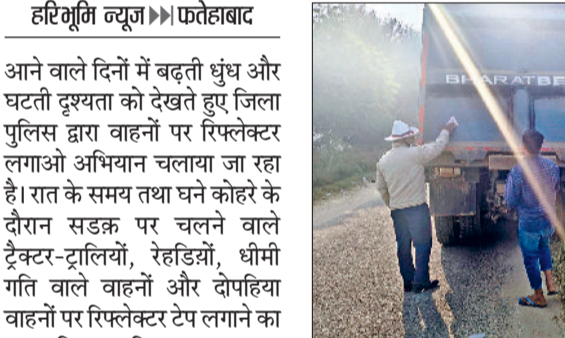 हरिभूमि न्यूज▶▶| फतेहाबाद
आने वाले दिनों में बढ़ती धुंध और
घटती दृश्यता को देखते हुए जिला
पुलिस द्वारा वाहनों पर रिफ्लेक्टर
लगाओ अभियान चलाया जा रहा
है। रात के समय तथा घने कोहरे के
दौरान सडक़ पर चलने वाले
ट्रैक्टर-ट्रालियों, रेहडिय़ों, धीमी
गति वाले वाहनों और दोपहिया
वाहनों पर रिफ्लेक्टर टेप लगाने का
BHARATBE